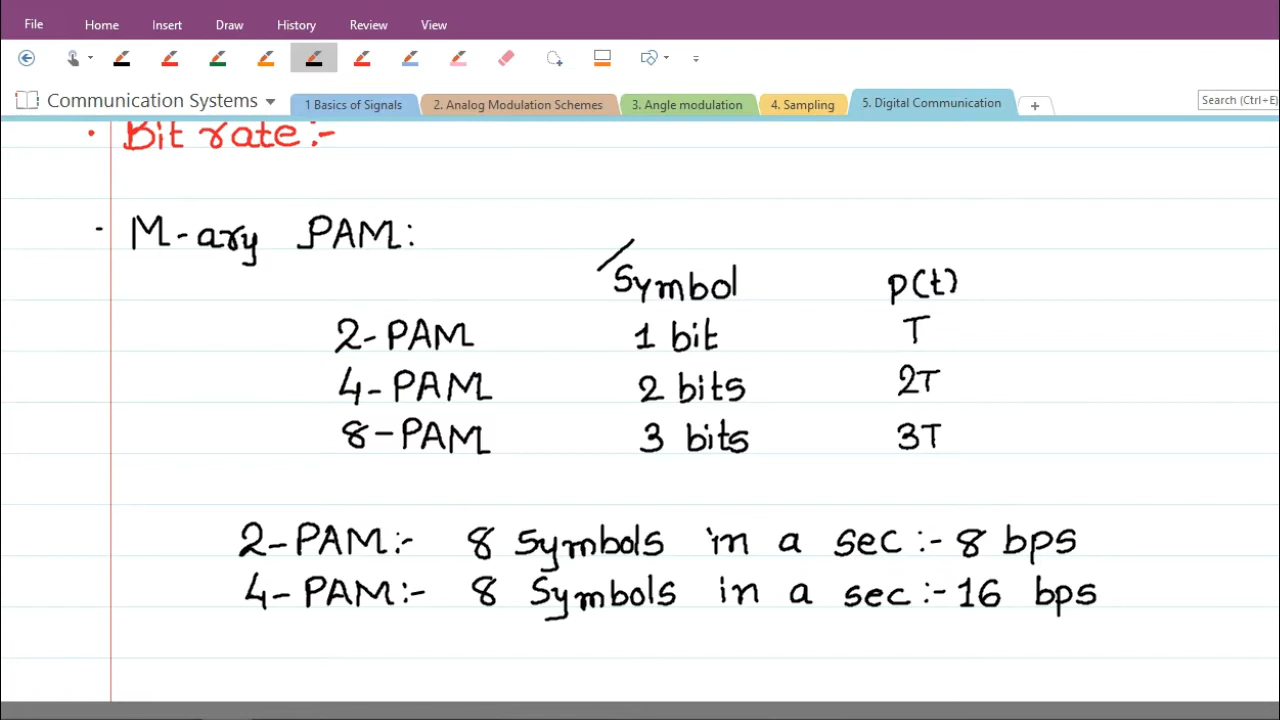 File Home Insert Draw History Review View
Communication Systems 1 Basics of Signals 2. Analog Modulation Schemes 3. Angle modulation 4. Sampling 5. Digital Communication + Search (Ctrl+E)
• Bit rate :-
· M-ary PAM:
/Symbol p(t)
2-PAM 1 bit T
4-PAM 2 bits 2T
8-PAM 3 bits 3T
2-PAM:- 8 Symbols in a sec :- 8 bps
4-PAM:- 8 Symbols in a sec :- 16 bps